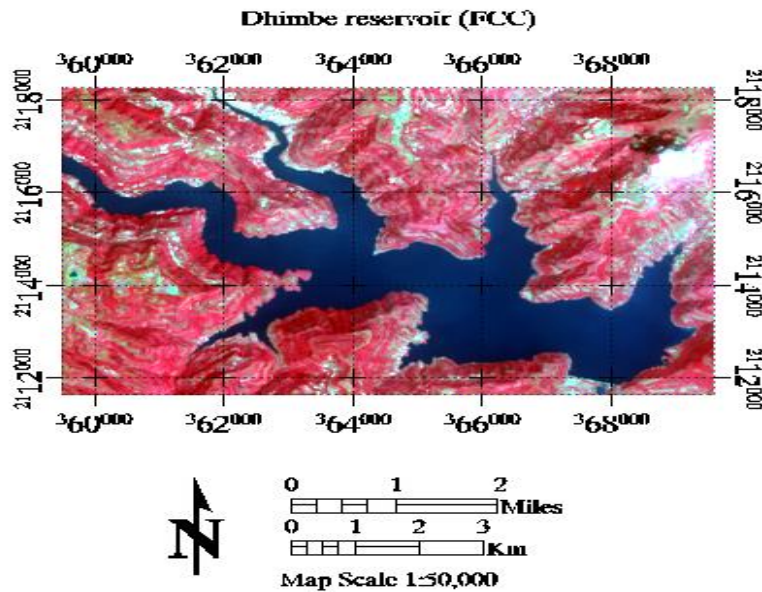 Dhimbe reservoir (FCC)
360000 362000 364000 366000 368000
2118000 2118000
2116000 2116000
2114000 2114000
2112000 2112000
360000 362000 364000 366000 368000
N
0 1 2
Miles
0 1 2 3
Km
Map Scale 1:50,000